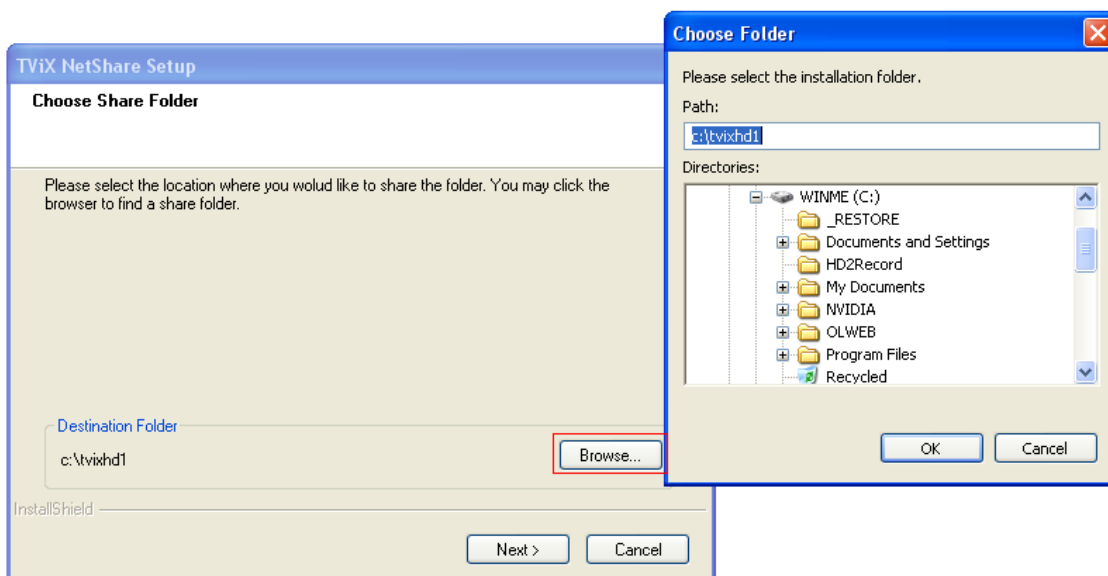 TViX NetShare Setup
Choose Share Folder
Please select the location where you wolud like to share the folder. You may click the
browser to find a share folder.
Destination Folder
c:\tvixhd1
Browse...
InstallShield
Next >
Cancel
Choose Folder
Please select the installation folder.
Path:
c:\tvixhd1
Directories:
WINME (C:)
_RESTORE
Documents and Settings
HD2Record
My Documents
NVIDIA
OLWEB
Program Files
Recycled
OK
Cancel